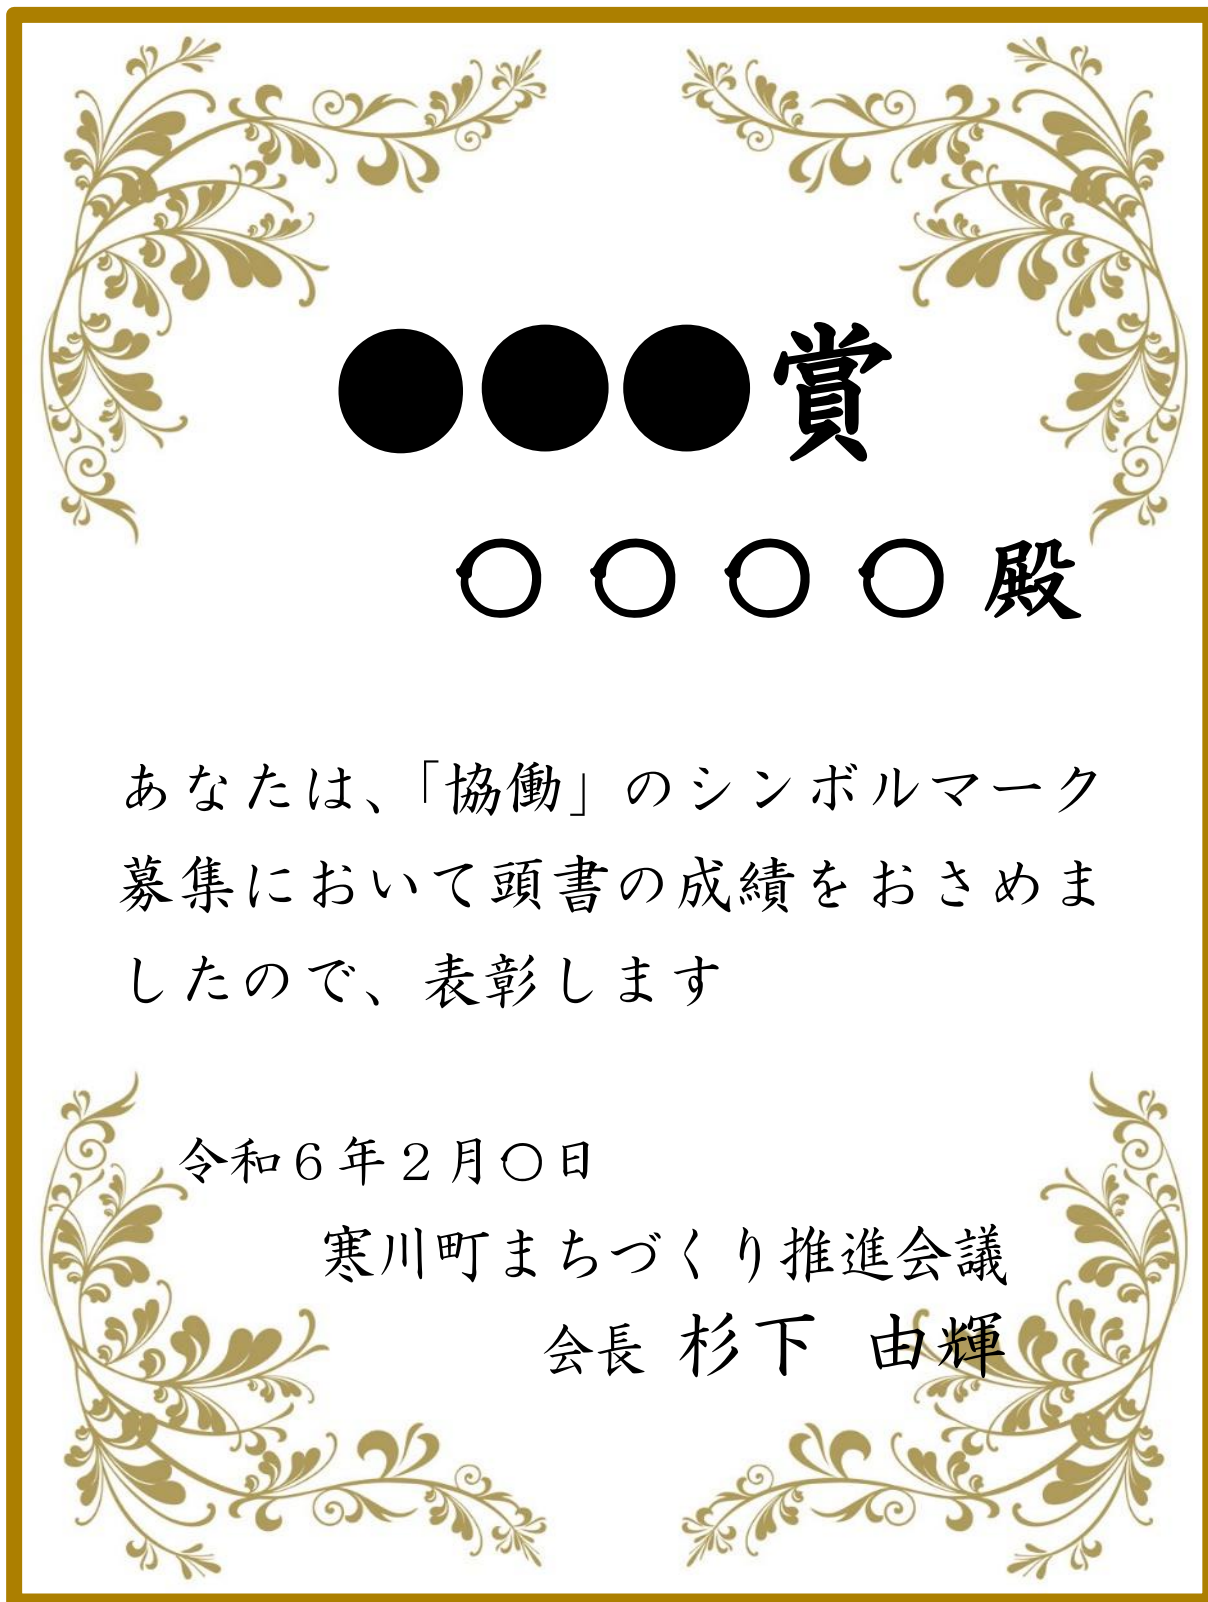 ●●●賞
〇〇〇〇殿
あなたは、「協働」のシンボルマーク
募集において頭書の成績をおさめま
したので、表彰します
令和６年２月〇日
寒川町まちづくり推進会議
会長 杉下 由輝